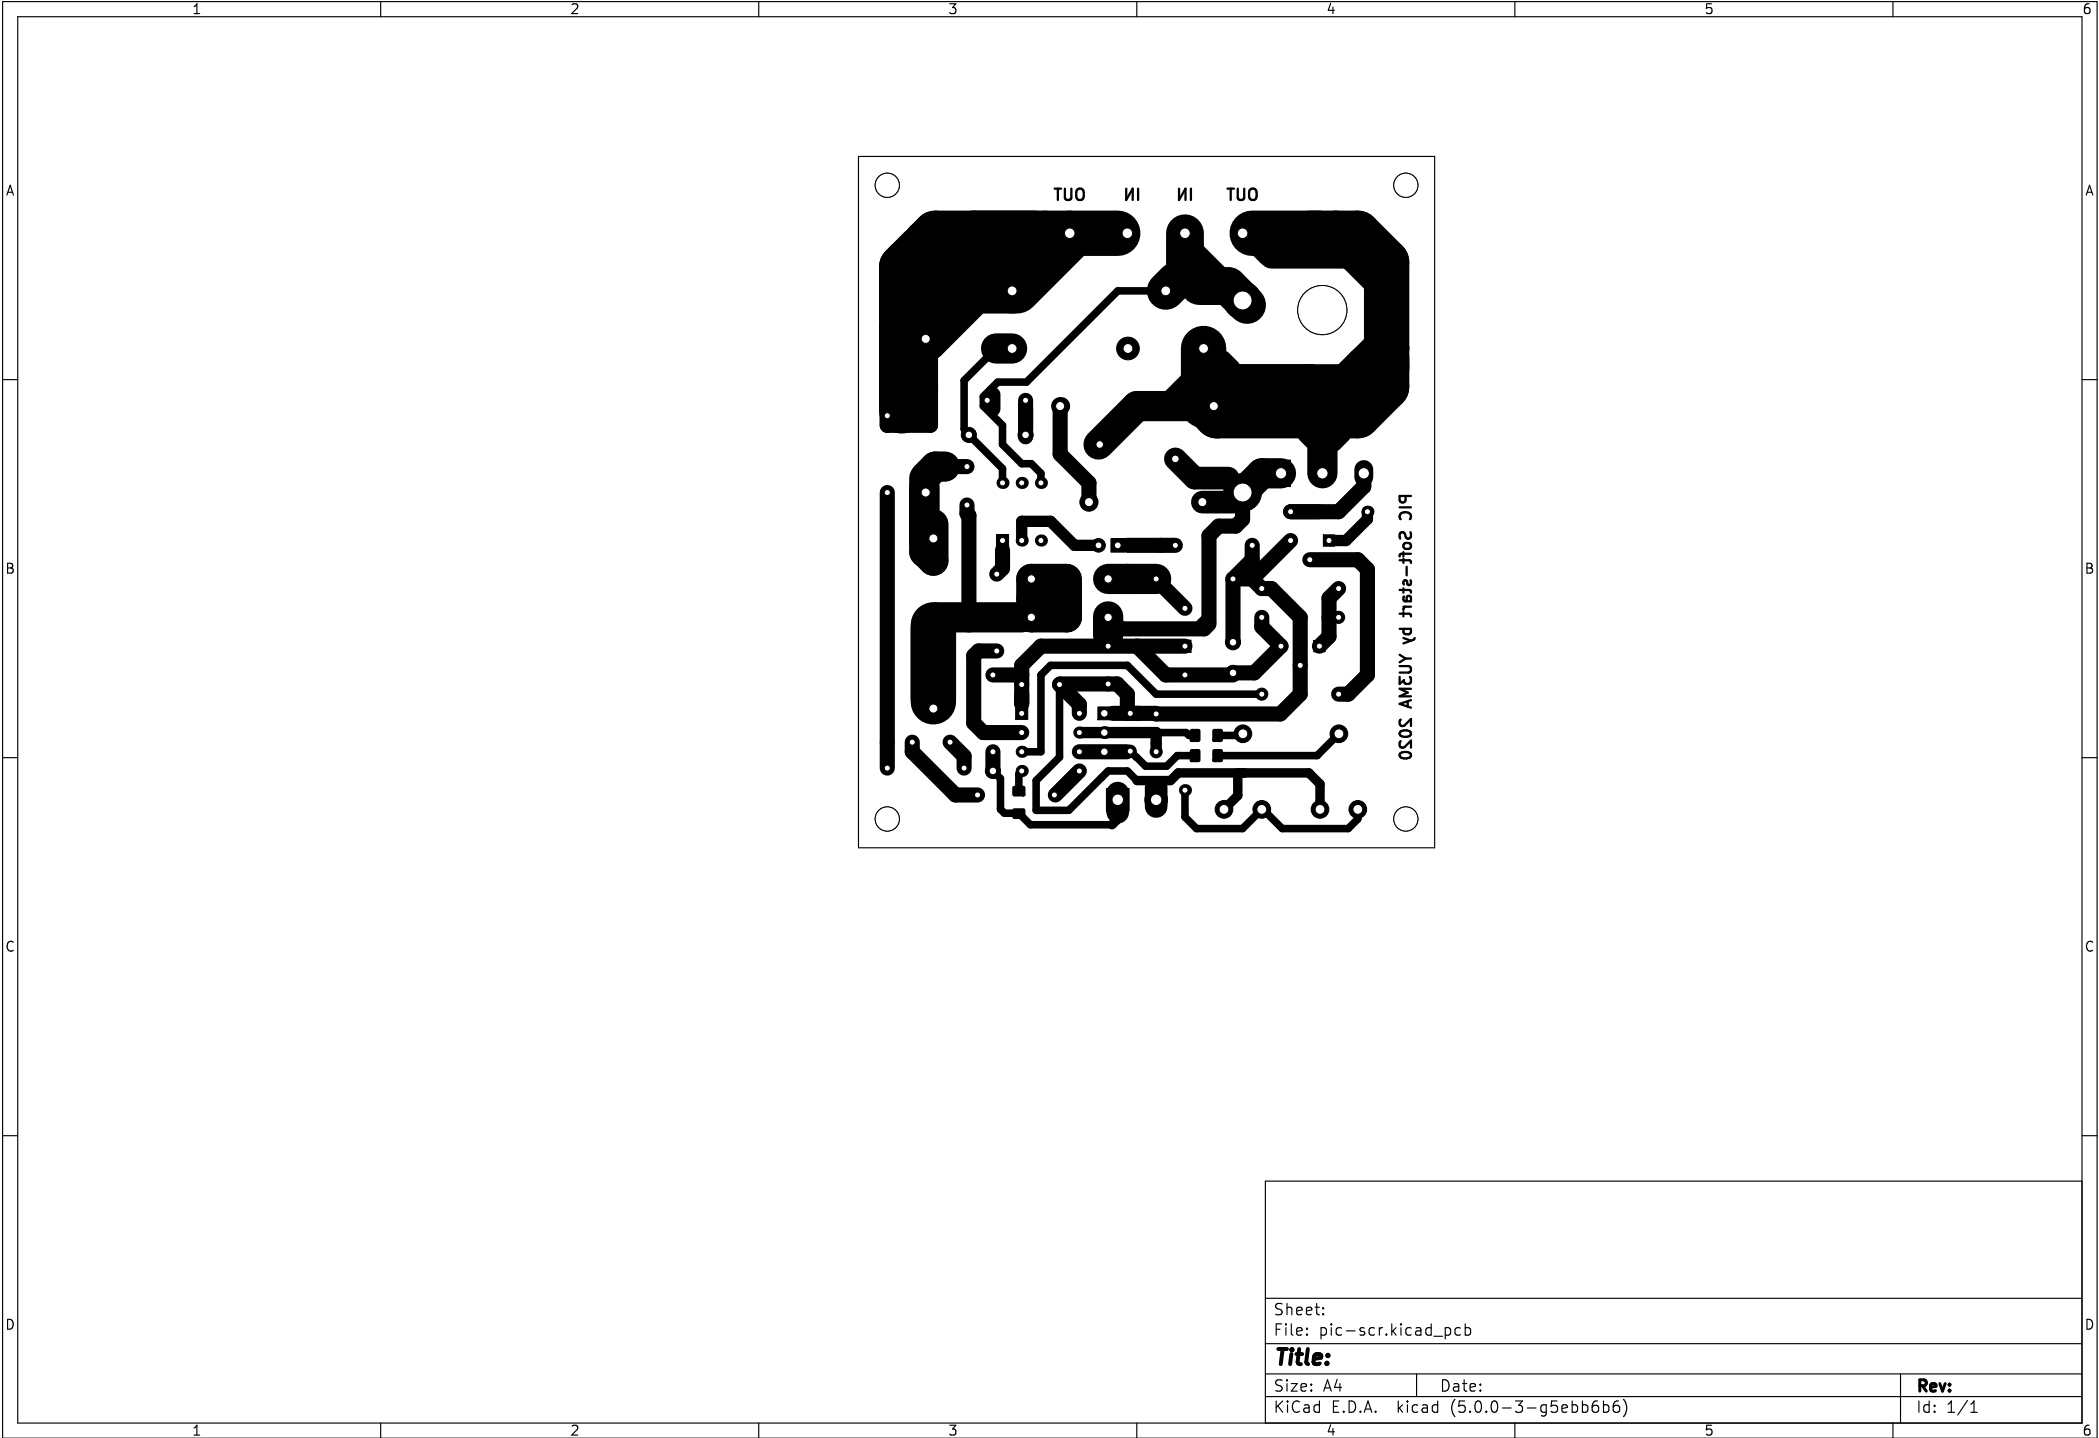 1 2 3 4 5 6
A A
OUT IN IN OUT
B B
PIC Soft-start by YU3MA 2020
C C
D D
Sheet:
File: pic-scr.kicad_pcb
Title:
Size: A4 Date: Rev:
KiCad E.D.A. kicad (5.0.0-3-g5ebb6b6) Id: 1/1
1 2 3 4 5 6